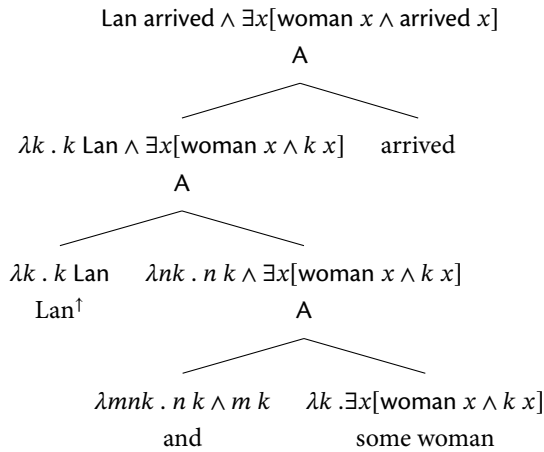 Lan arrived ∧ ∃x[woman x ∧ arrived x]
A
λk . k Lan ∧ ∃x[woman x ∧ k x] arrived
A
λk . k Lan λnk . n k ∧ ∃x[woman x ∧ k x]
Lan↑ A
λmnk . n k ∧ m k λk .∃x[woman x ∧ k x]
and some woman